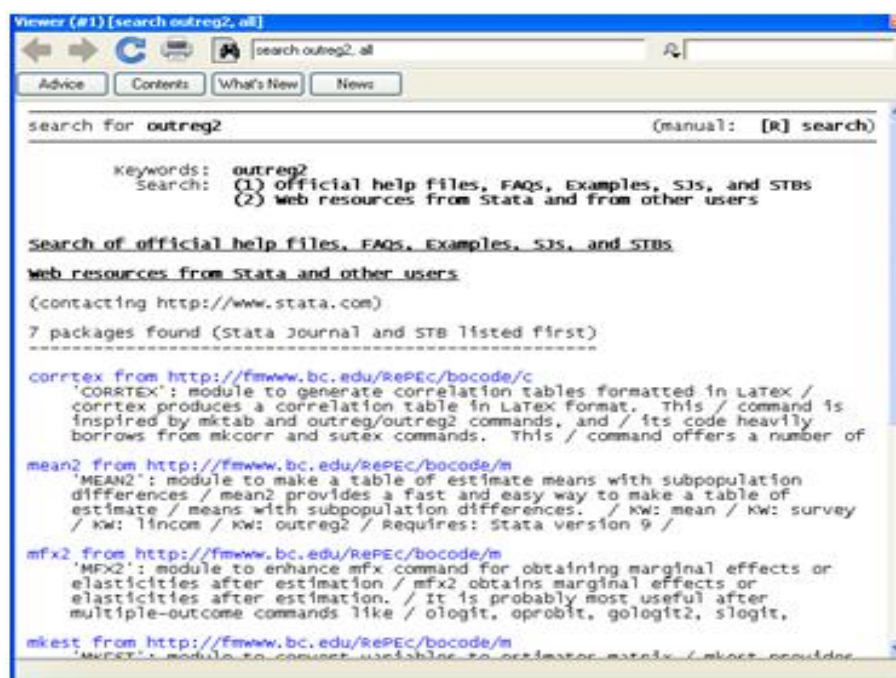 Viewer (#1) [search outreg2, all]
search outreg2, all
Advice Contents What's New News
search for outreg2 (manual: [R] search)
Keywords: outreg2
Search: (1) Official help files, FAQs, Examples, SJs, and STBs
(2) Web resources from Stata and from other users
Search of official help files, FAQs, Examples, SJs, and STBs
Web resources from Stata and other users
(contacting http://www.stata.com)
7 packages found (Stata Journal and STB listed first)
----------------------------------------------------
corrtex from http://fmwww.bc.edu/RePEc/bocode/c
'CORRTEX': module to generate correlation tables formatted in LaTeX /
corrtex produces a correlation table in LaTeX format. This / command is
inspired by mktab and outreg/outreg2 commands, and / its code heavily
borrows from mkcorr and sutex commands. This / command offers a number of
mean2 from http://fmwww.bc.edu/RePEc/bocode/m
'MEAN2': module to make a table of estimate means with subpopulation
differences / mean2 provides a fast and easy way to make a table of
estimate / means with subpopulation differences. / KW: mean / KW: survey
/ KW: lincom / KW: outreg2 / Requires: Stata version 9 /
mfx2 from http://fmwww.bc.edu/RePEc/bocode/m
'MFX2': module to enhance mfx command for obtaining marginal effects or
elasticities after estimation / mfx2 obtains marginal effects or
elasticities after estimation. / It is probably most useful after
multiple-outcome commands like / ologit, oprobit, gologit2, slogit,
mkest from http://fmwww.bc.edu/RePEc/bocode/m
'MKEST': module to convert variables to estimates matrix / mkest provides